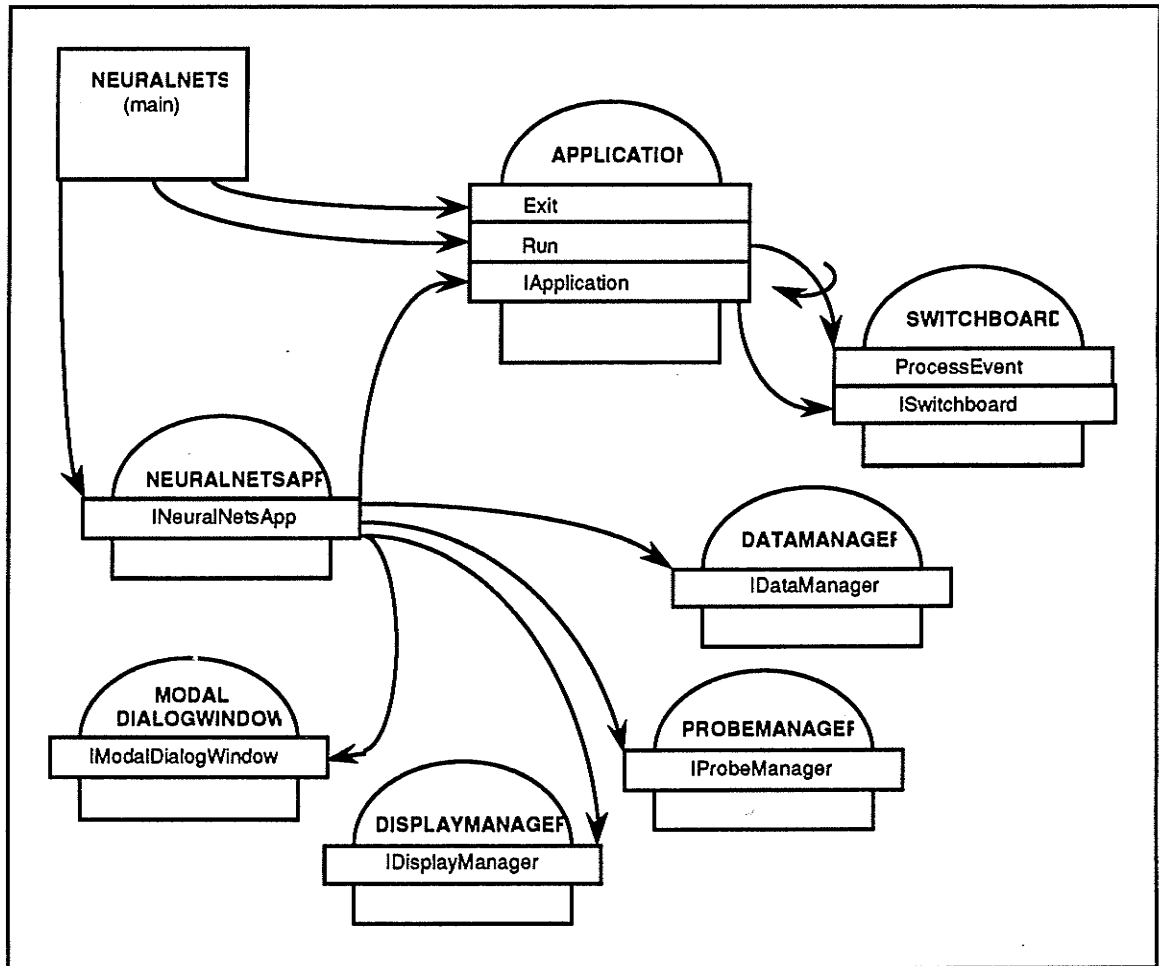 NEURALNETS
(main)
APPLICATION
Exit
Run
IApplication
SWITCHBOARD
ProcessEvent
ISwitchboard
NEURALNETSAPP
INeuralNetsApp
DATAMANAGER
IDataManager
MODAL
DIALOGWINDOW
IModalDialogWindow
PROBEMANAGER
IProbeManager
DISPLAYMANAGER
IDisplayManager